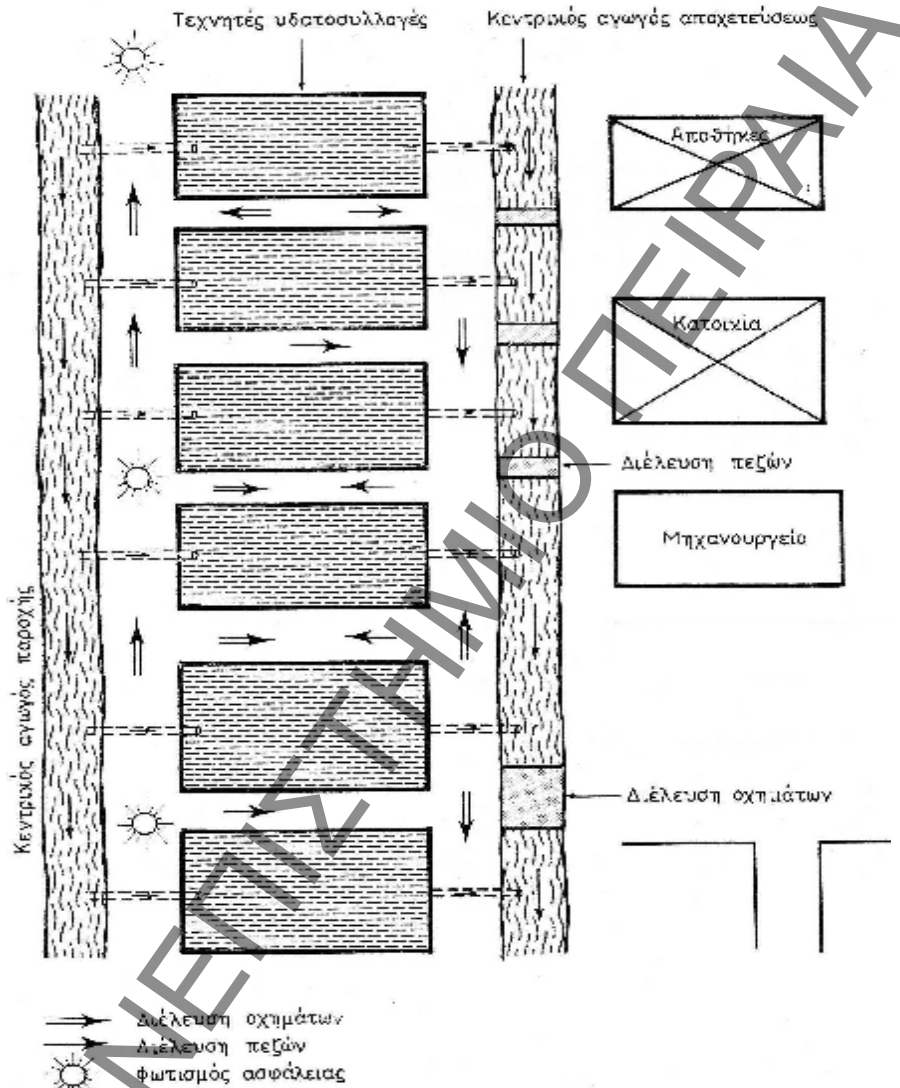 Τεχνητές υδατοσυλλογές
Κεντρικός αγωγός αποχετεύσεως
Αποθήκες
Κατοικία
Διέλευση πεζών
Μηχανουργείο
Κεντρικός αγωγός παροχής
Διέλευση οχημάτων
Διέλευση οχημάτων
Διέλευση πεζών
φωτισμός ασφάλειας
ΝΕΠΙΣΤΗΜΙΟ ΠΕΙΡΑΙΑ